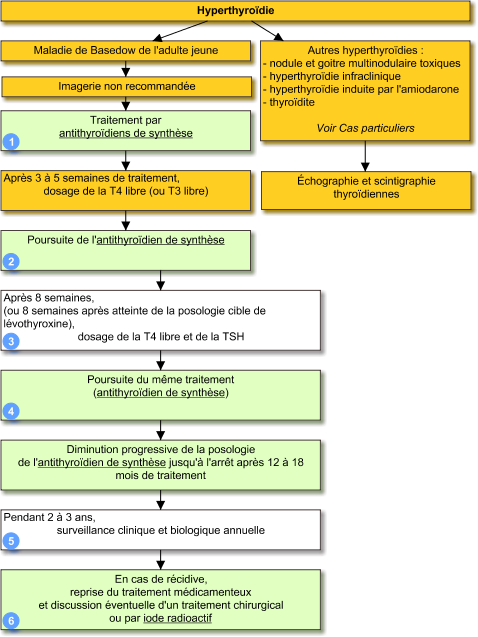 Hyperthyroïdie
Maladie de Basedow de l'adulte jeune
Imagerie non recommandée
Traitement par
antithyroïdiens de synthèse
1
Après 3 à 5 semaines de traitement,
dosage de la T4 libre (ou T3 libre)
Poursuite de l'antithyroïdien de synthèse
2
Après 8 semaines,
(ou 8 semaines après atteinte de la posologie cible de
lévothyroxine),
dosage de la T4 libre et de la TSH
3
Poursuite du même traitement
(antithyroïdien de synthèse)
4
Diminution progressive de la posologie
de l'antithyroïdien de synthèse jusqu'à l'arrêt après 12 à 18
mois de traitement
Pendant 2 à 3 ans,
surveillance clinique et biologique annuelle
5
En cas de récidive,
reprise du traitement médicamenteux
et discussion éventuelle d'un traitement chirurgical
ou par iode radioactif
6
Autres hyperthyroïdies :
- nodule et goitre multinodulaire toxiques
- hyperthyroïdie infraclinique
- hyperthyroïdie induite par l'amiodarone
- thyroïdite
Voir Cas particuliers
Échographie et scintigraphie
thyroïdiennes